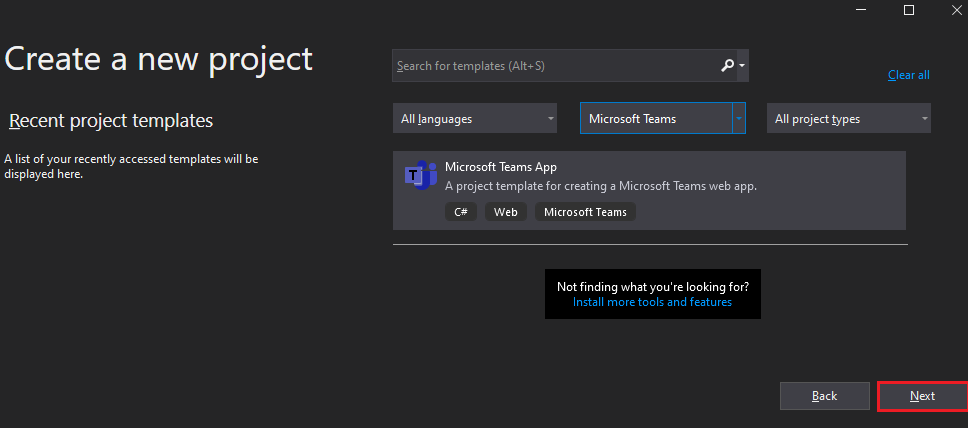 Create a new project
Search for templates (Alt+S)
Clear all
Recent project templates
All languages
Microsoft Teams
All project types
A list of your recently accessed templates will be
displayed here.
Microsoft Teams App
A project template for creating a Microsoft Teams web app.
C#
Web
Microsoft Teams
Not finding what you're looking for?
Install more tools and features
Back
Next